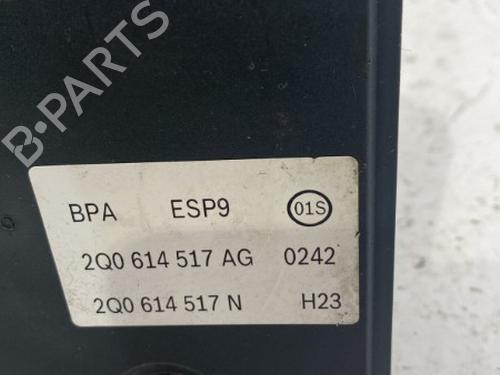 B-PARTS
BPA ESP9 01S
2Q0 614 517 AG 0242
2Q0 614 517 N H23